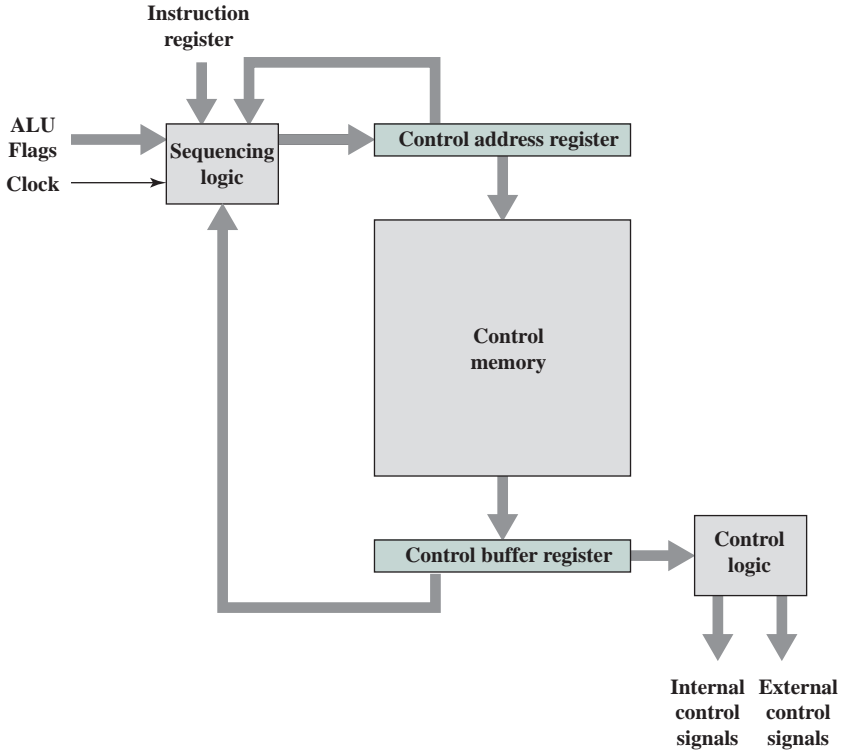 Instruction
register
ALU
Flags
Clock
Sequencing
logic
Control address register
Control
memory
Control buffer register
Control
logic
Internal
control
signals
External
control
signals